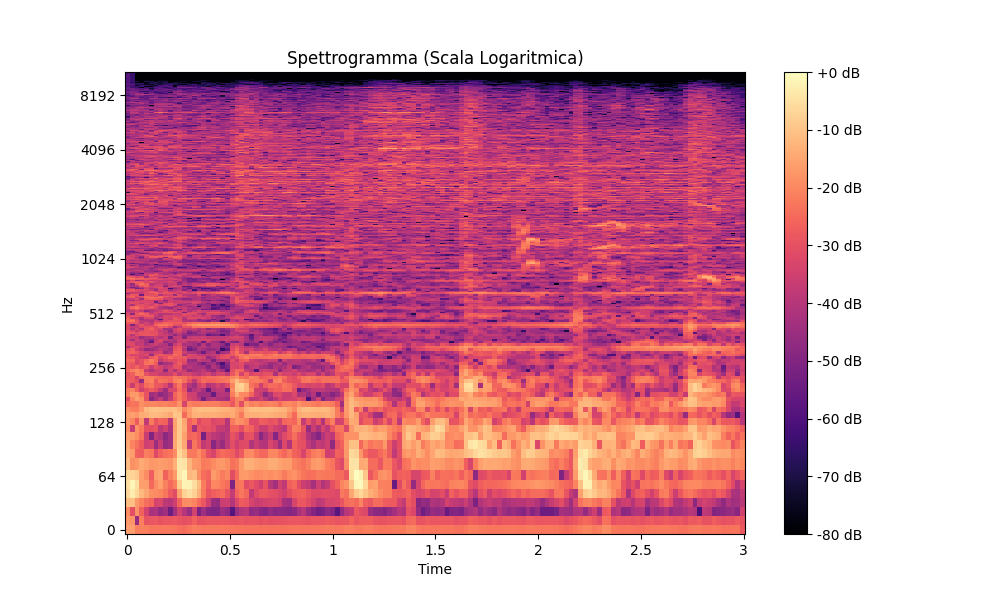 Spettrogramma (Scala Logaritmica)
Hz
8192
4096
2048
1024
512
256
128
64
0
0
0.5
1
1.5
2
2.5
3
Time
+0 dB
-10 dB
-20 dB
-30 dB
-40 dB
-50 dB
-60 dB
-70 dB
-80 dB